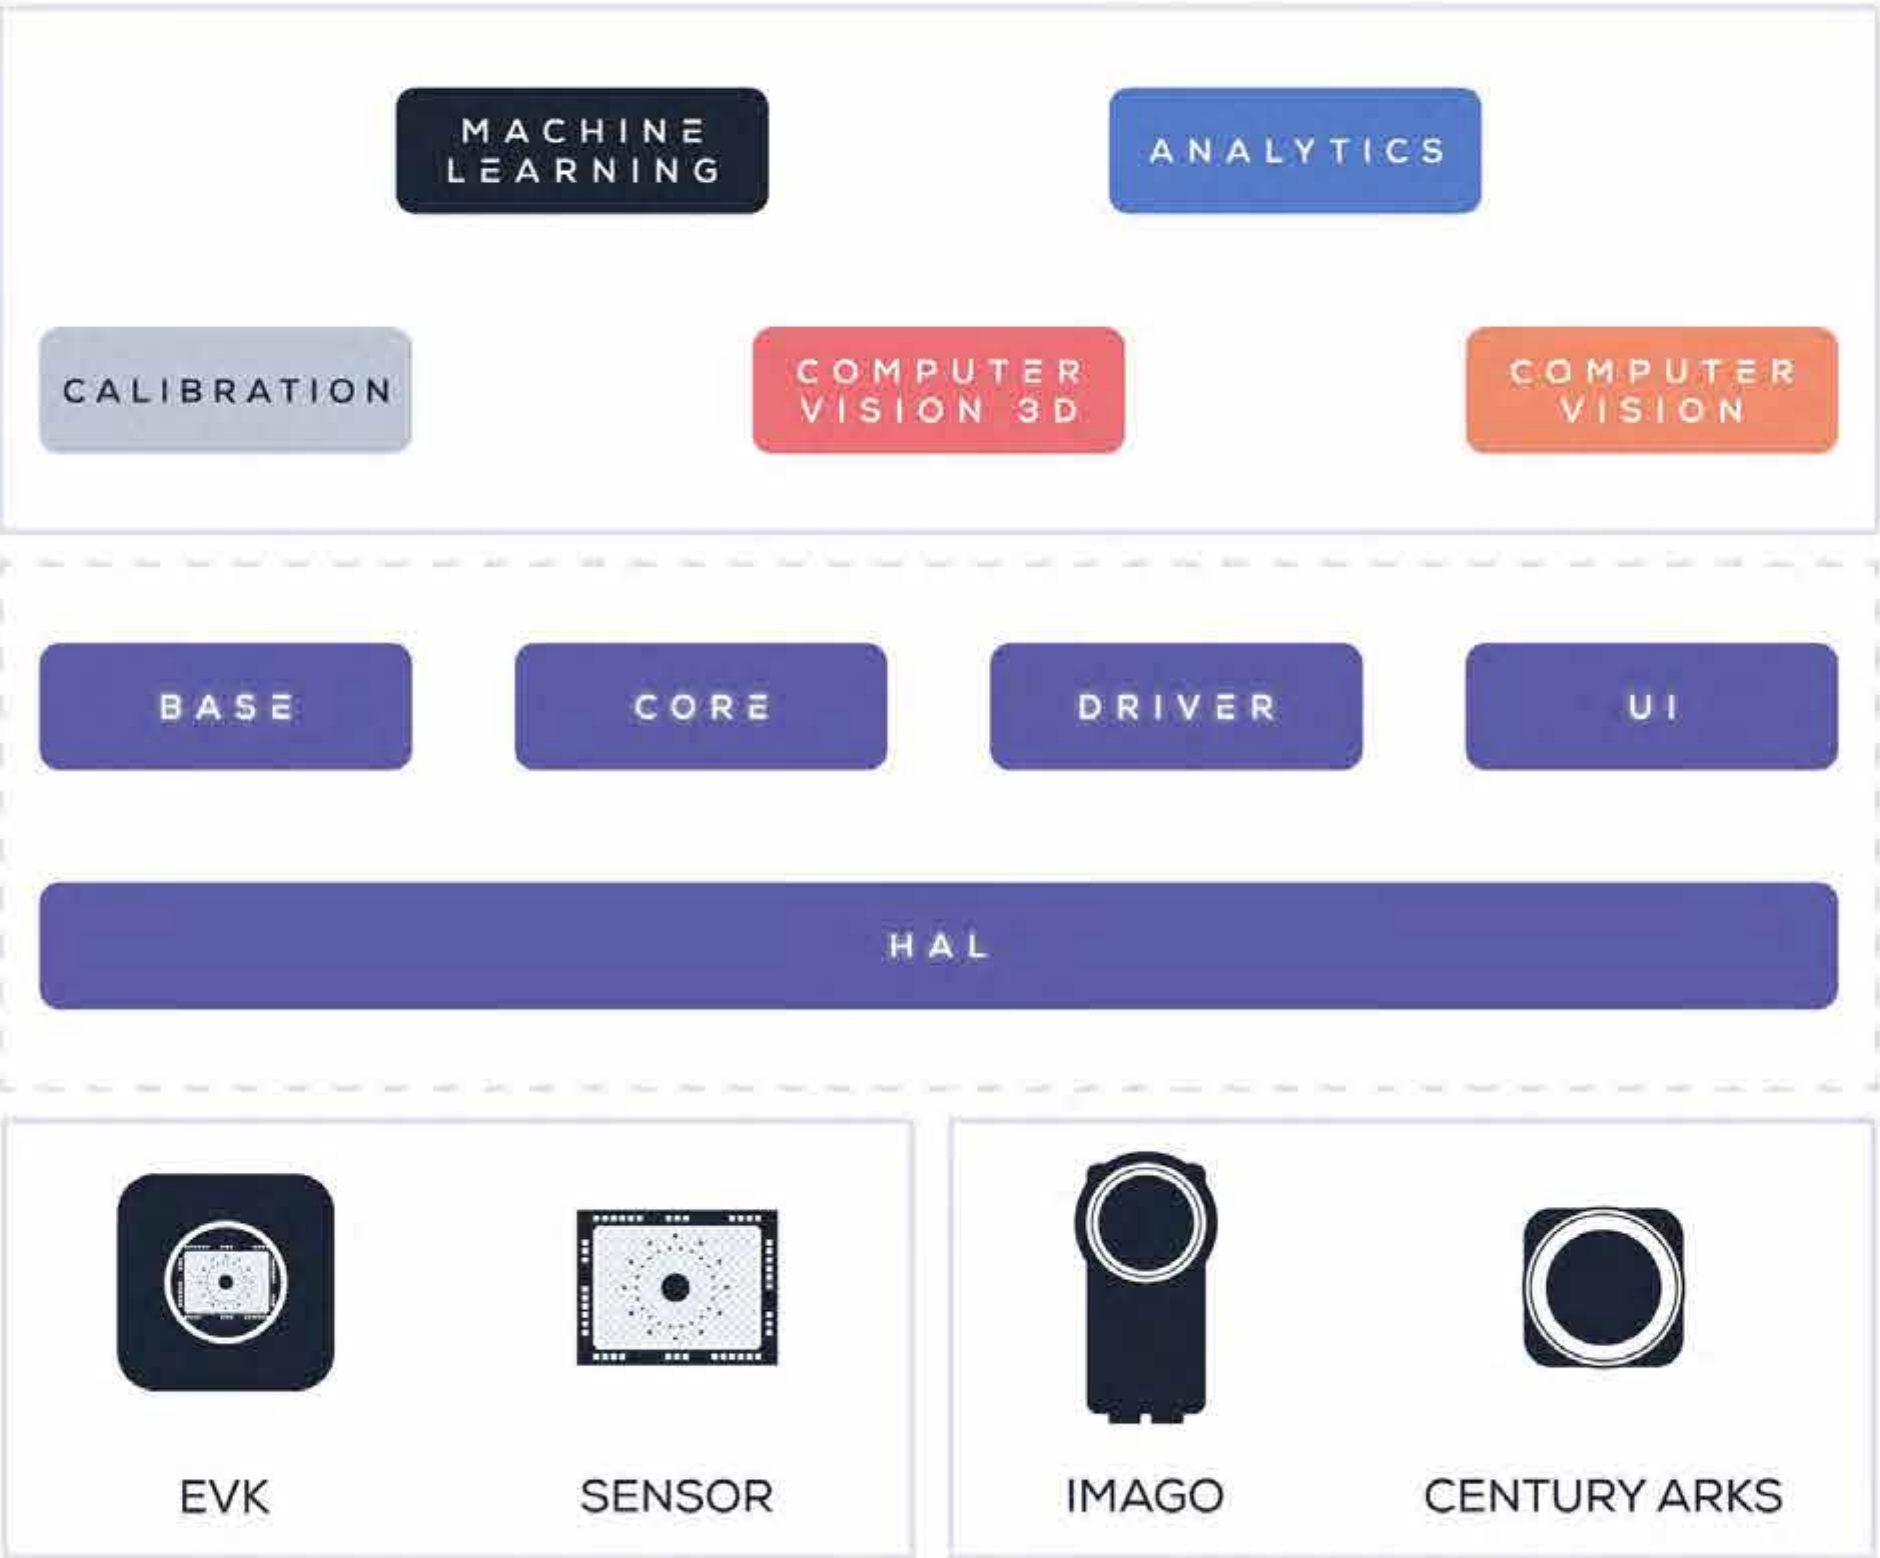 MACHINE
LEARNING
ANALYTICS
CALIBRATION
COMPUTER
VISION 3D
COMPUTER
VISION
BASE
CORE
DRIVER
UI
HAL
EVK
SENSOR
IMAGO
CENTURY ARKS